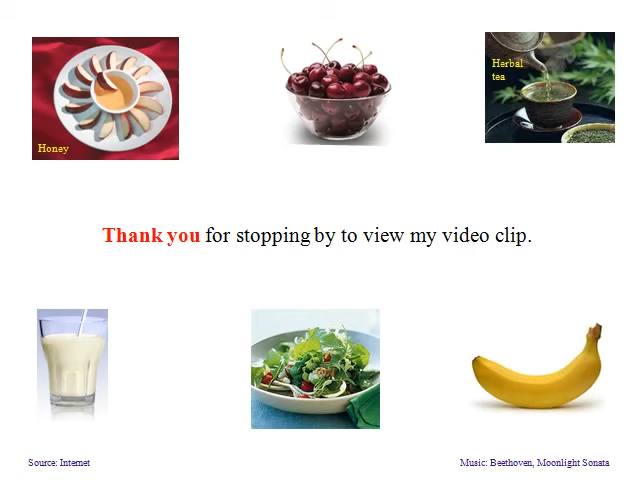 Herbal
tea
Honey
Thank you for stopping by to view my video clip.
Source: Internet
Music: Beethoven, Moonlight Sonata